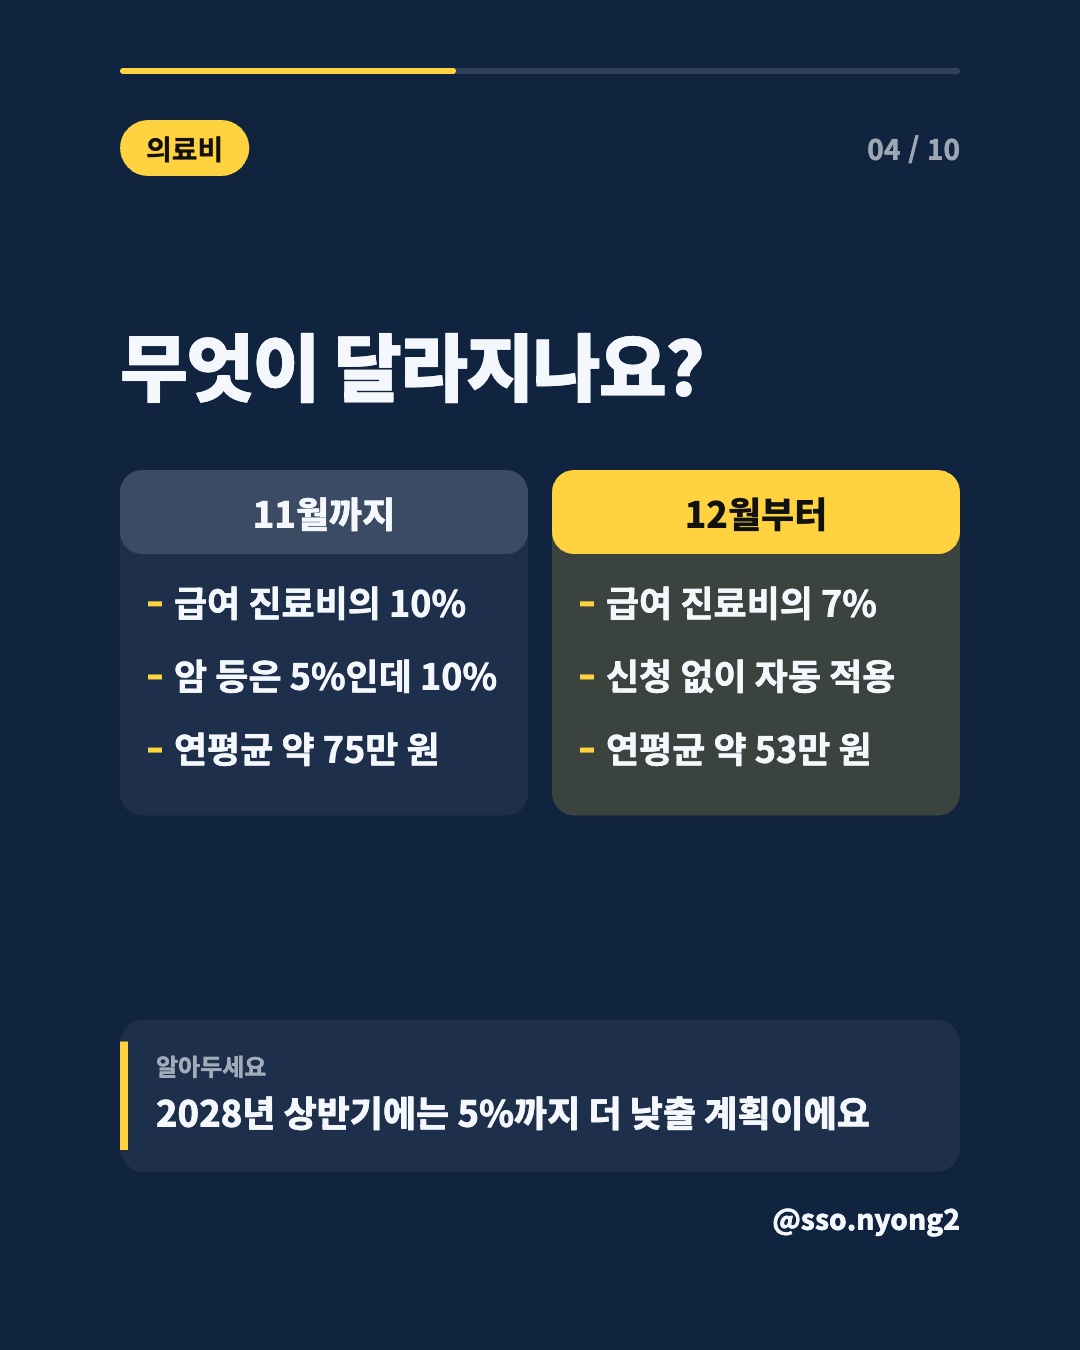 의료비
04 / 10
무엇이 달라지나요?
11월까지
- 급여 진료비의 10%
- 암 등은 5%인데 10%
- 연평균 약 75만 원
12월부터
- 급여 진료비의 7%
- 신청 없이 자동 적용
- 연평균 약 53만 원
알아두세요
2028년 상반기에는 5%까지 더 낮출 계획이에요
@sso.nyong2